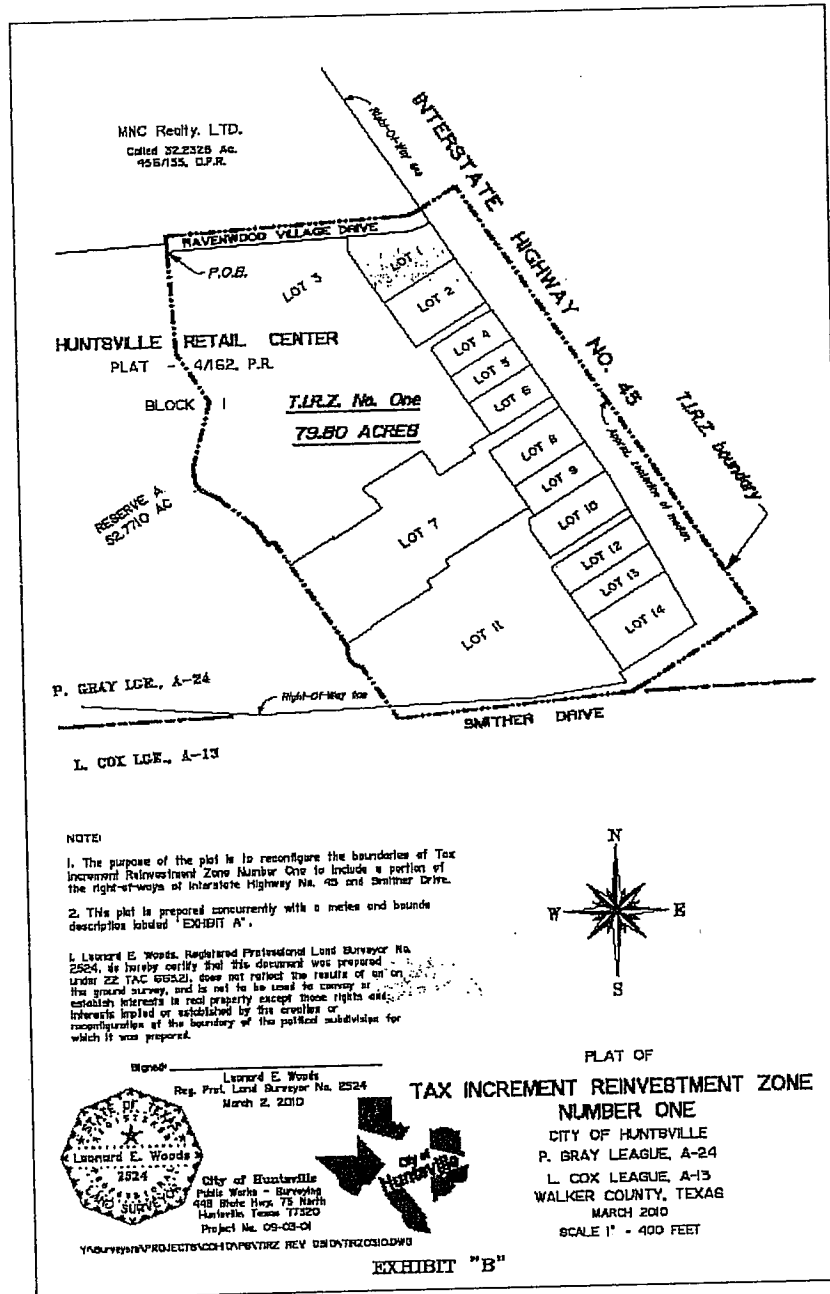 MNC Realty, LTD.
Called 32.2328 Ac.
456/135, O.P.R.
Right-Of-Way
INTERSTATE HIGHWAY NO. 45
RAVENWOOD VILLAGE DRIVE
P.O.B.
LOT 1
LOT 2
LOT 3
LOT 4
LOT 5
LOT 6
HUNTSVILLE RETAIL CENTER
PLAT - 4/162, P.R.
BLOCK 1
T.I.R.Z. No. One
79.80 ACRES
T.I.R.Z. boundary
Approx. centerline of median
LOT 8
LOT 9
LOT 10
RESERVE A
52.7710 AC
LOT 7
LOT 12
LOT 13
LOT 14
LOT 11
P. GRAY LGE., A-24
Right-Of-Way
SMITHER DRIVE
L. COX LGE., A-13
NOTE:
1. The purpose of the plat is to reconfigure the boundaries of Tax
Increment Reinvestment Zone Number One to include a portion of
the right-of-ways of Interstate Highway No. 45 and Smither Drive.
2. This plat is prepared concurrently with a metes and bounds
description labeled "EXHIBIT A".
N
W
E
S
I, Leonard E. Woods, Registered Professional Land Surveyor No.
2524, do hereby certify that this document was prepared
under 22 TAC 663.21, does not reflect the results of an on
the ground survey, and is not to be used to convey or
establish interests in real property except those rights and
interests implied or established by the creation or
reconfiguration of the boundary of the political subdivision for
which it was prepared.
Signed:
Leonard E. Woods
Reg. Prof. Land Surveyor No. 2524
March 2, 2010
STATE OF TEXAS
REGISTERED
Leonard E. Woods
2524
LAND SURVEYOR
City of Huntsville
Public Works - Surveying
448 State Hwy. 75 North
Huntsville, Texas 77320
Project No. 09-03-01
City of
Huntsville
PLAT OF
TAX INCREMENT REINVESTMENT ZONE
NUMBER ONE
CITY OF HUNTSVILLE
P. GRAY LEAGUE, A-24
L. COX LEAGUE, A-13
WALKER COUNTY, TEXAS
MARCH 2010
SCALE 1" - 400 FEET
EXHIBIT "B"